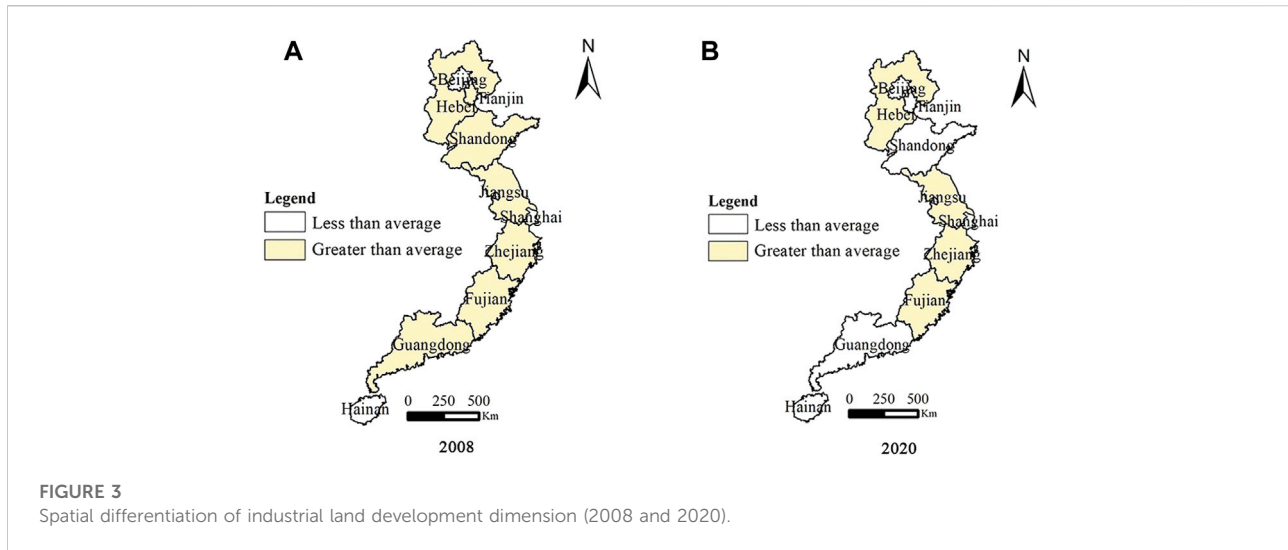 A
N
Beijing
Tianjin
Hebei
Shandong
Jiangsu
Shanghai
Zhejiang
Fujian
Guangdong
Hainan
Legend
Less than average
Greater than average
0 250 500
Km
2008
B
N
Beijing
Tianjin
Hebei
Shandong
Jiangsu
Shanghai
Zhejiang
Fujian
Guangdong
Hainan
Legend
Less than average
Greater than average
0 250 500
Km
2020
FIGURE 3
Spatial differentiation of industrial land development dimension (2008 and 2020).